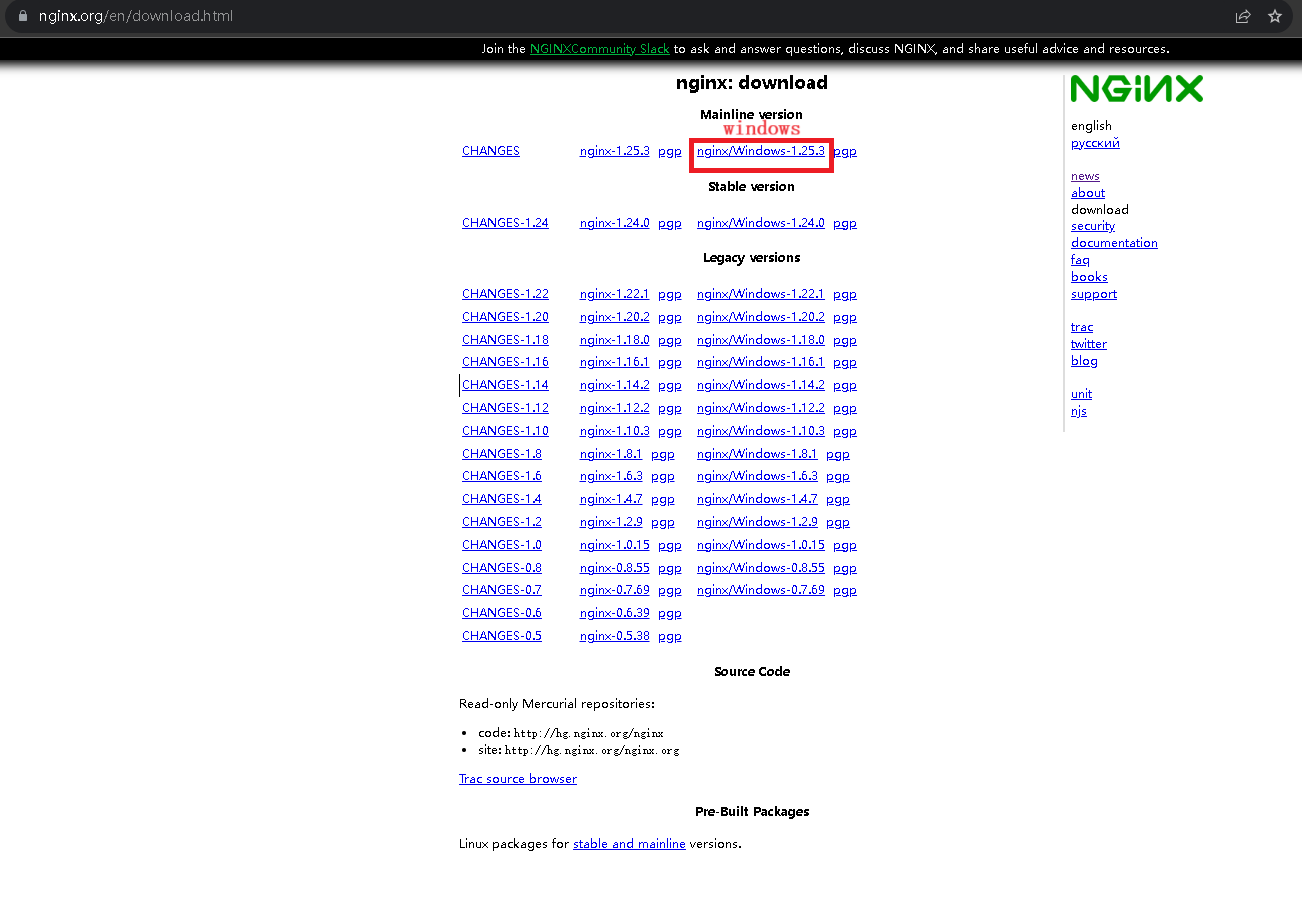 nginx.org/en/download.html
Join the NGINXCommunity Slack to ask and answer questions, discuss NGINX, and share useful advice and resources.
nginx: download
NGINX
Mainline version
windows
CHANGES nginx-1.25.3 pgp nginx/Windows-1.25.3 pgp
Stable version
CHANGES-1.24 nginx-1.24.0 pgp nginx/Windows-1.24.0 pgp
Legacy versions
CHANGES-1.22 nginx-1.22.1 pgp nginx/Windows-1.22.1 pgp
CHANGES-1.20 nginx-1.20.2 pgp nginx/Windows-1.20.2 pgp
CHANGES-1.18 nginx-1.18.0 pgp nginx/Windows-1.18.0 pgp
CHANGES-1.16 nginx-1.16.1 pgp nginx/Windows-1.16.1 pgp
CHANGES-1.14 nginx-1.14.2 pgp nginx/Windows-1.14.2 pgp
CHANGES-1.12 nginx-1.12.2 pgp nginx/Windows-1.12.2 pgp
CHANGES-1.10 nginx-1.10.3 pgp nginx/Windows-1.10.3 pgp
CHANGES-1.8 nginx-1.8.1 pgp nginx/Windows-1.8.1 pgp
CHANGES-1.6 nginx-1.6.3 pgp nginx/Windows-1.6.3 pgp
CHANGES-1.4 nginx-1.4.7 pgp nginx/Windows-1.4.7 pgp
CHANGES-1.2 nginx-1.2.9 pgp nginx/Windows-1.2.9 pgp
CHANGES-1.0 nginx-1.0.15 pgp nginx/Windows-1.0.15 pgp
CHANGES-0.8 nginx-0.8.55 pgp nginx/Windows-0.8.55 pgp
CHANGES-0.7 nginx-0.7.69 pgp nginx/Windows-0.7.69 pgp
CHANGES-0.6 nginx-0.6.39 pgp
CHANGES-0.5 nginx-0.5.38 pgp
Source Code
Read-only Mercurial repositories:
• code: http://hg.nginx.org/nginx
• site: http://hg.nginx.org/nginx.org
Trac source browser
Pre-Built Packages
Linux packages for stable and mainline versions.
english
русский
news
about
download
security
documentation
faq
books
support
trac
twitter
blog
unit
njs